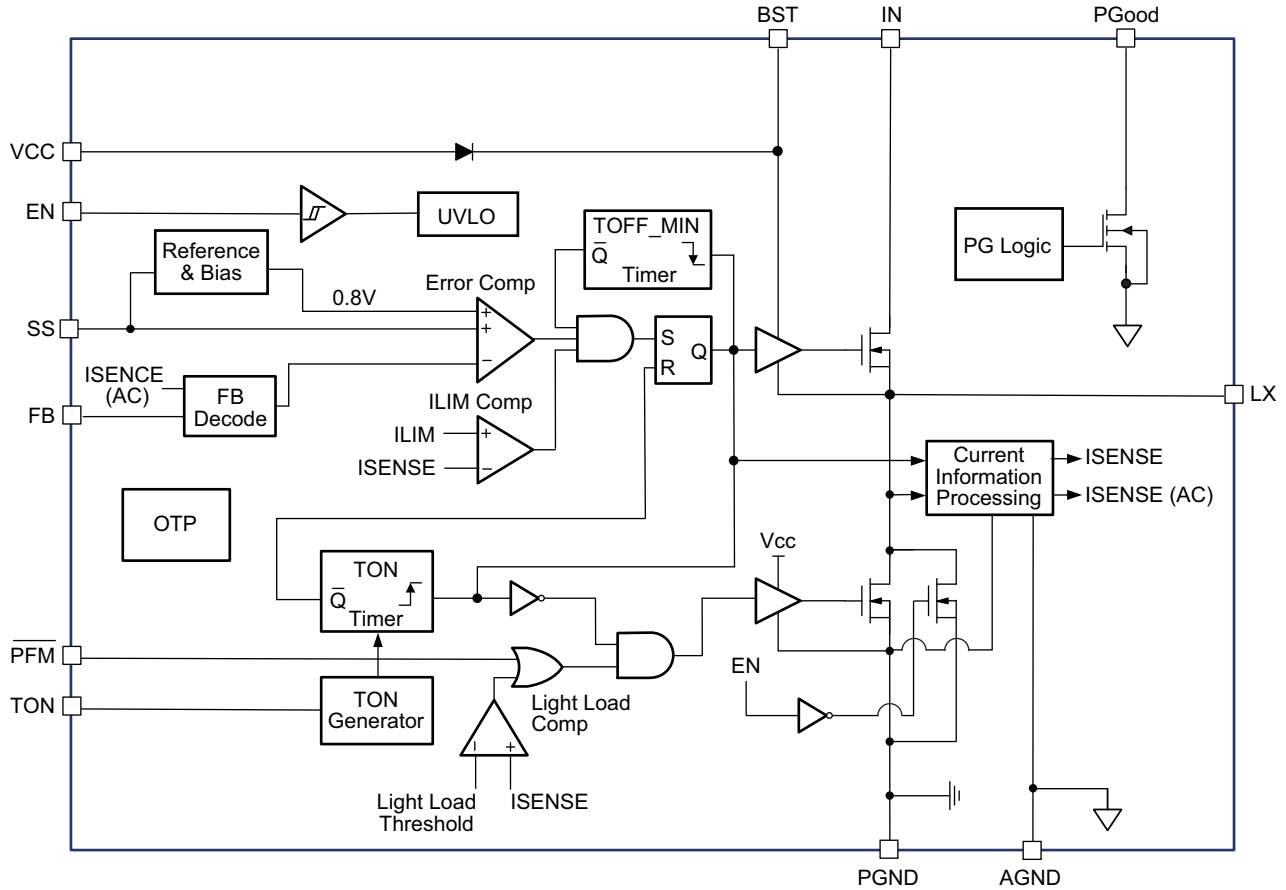 BST
IN
PGood
VCC
EN
UVLO
TOFF_MIN
Q̅
Timer
PG Logic
Reference
& Bias
Error Comp
0.8V
+
+
−
SS
S
R
Q
ISENCE
(AC)
FB
Decode
FB
LX
ILIM Comp
ILIM
+
ISENSE
−
Current
Information
Processing
ISENSE
ISENSE (AC)
OTP
Vcc
TON
Q̅
Timer
P̅F̅M̅
EN
TON
TON
Generator
Light Load
Comp
−
+
Light Load
Threshold
ISENSE
PGND
AGND